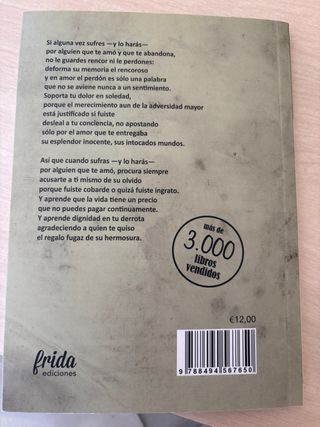 Si alguna vez sufres —y lo harás—
por alguien que te amó y que te abandona,
no le guardes rencor ni le perdones:
deforma su memoria el rencoroso
y en amor el perdón es sólo una palabra
que no se aviene nunca a un sentimiento.
Soporta tu dolor en soledad,
porque el merecimiento aun de la adversidad mayor
está justificado si fuiste
desleal a tu conciencia, no apostando
sólo por el amor que te entregaba
su esplendor inocente, sus intocados mundos.
Así que cuando sufras —y lo harás—
por alguien que te amó, procura siempre
acusarte a ti mismo de su olvido
porque fuiste cobarde o quizá fuiste ingrato.
Y aprende que la vida tiene un precio
que no puedes pagar continuamente.
Y aprende dignidad en tu derrota
agradeciendo a quien te quiso
el regalo fugaz de su hermosura.
más de
3.000
libros
vendidos
€12,00
frida
ediciones
9 788494 567650